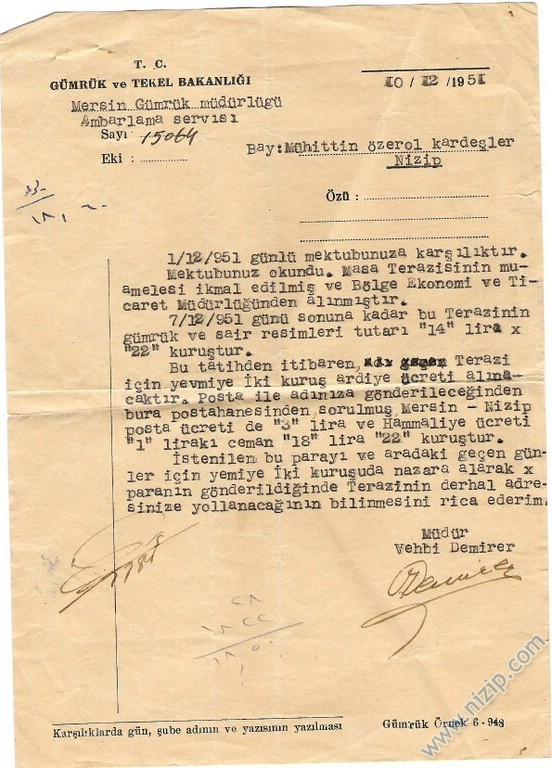 T. C.
GÜMRÜK ve TEKEL BAKANLIĞI
10/12/1951
Mersin Gümrük müdürlügü
Ambarlama servısi
Sayı 15064
Bay: Mühittin özerol kardeşler
Nizip
Eki :
Özü :
1/12/951 günlü mektubunuza karşılıktır.
Mektubunuz okundu. Masa Terazisinin mu-
amelesi ikmal edilmiş ve Bölge Ekonomi ve Ti-
caret Müdürlüğünden alınmıştır.
7/12/951 günü sonuna kadar bu Terazinin
gümrük ve sair resimleri tutarı "14" lira x
"22" kuruştur.
Bu tatihden itibaren, Terazi
için yevmiye İki kuruş ardiye ücreti alına-
caktır. Posta ile adınıza gönderileceğinden
bura postahanesinden sorulmuş Mersin - Nizip
posta ücreti de "3" lira ve Hammaliye ücreti
"1" lirakı ceman "18" lira "22" kuruştur.
İstenilen bu parayı ve aradaki geçen gün-
ler için yemiye İki kuruşuda nazara alarak x
paranın gönderildiğinde Terazinin derhal adre-
sinize yollanacağının bilinmesini rica ederim.
Müdür
Vehbi Demirer
Karşılıklarda gün, şube adının ve yazısının yazılması
Gümrük Örnek 6 - 948
www.nizip.com